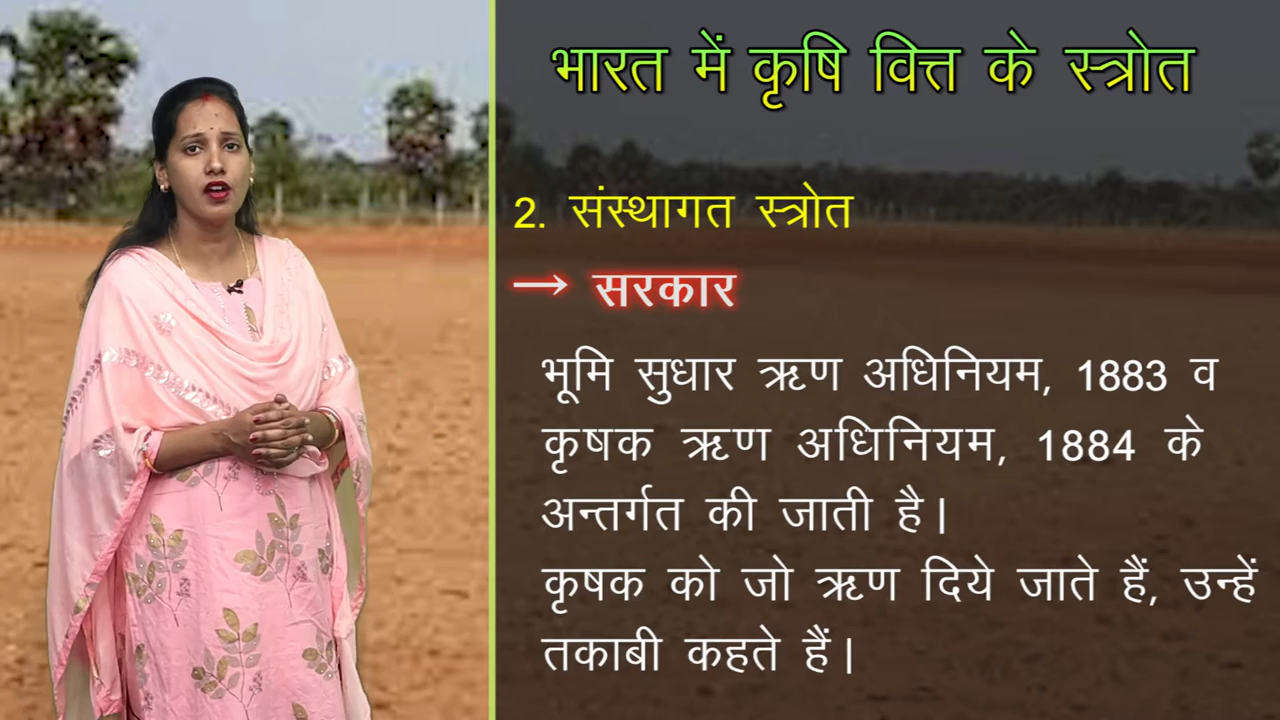 भारत में कृषि वित्त के स्त्रोत
2. संस्थागत स्त्रोत
→ सरकार
भूमि सुधार ऋण अधिनियम, 1883 व
कृषक ऋण अधिनियम, 1884 के
अन्तर्गत की जाती है।
कृषक को जो ऋण दिये जाते हैं, उन्हें
तकाबी कहते हैं।